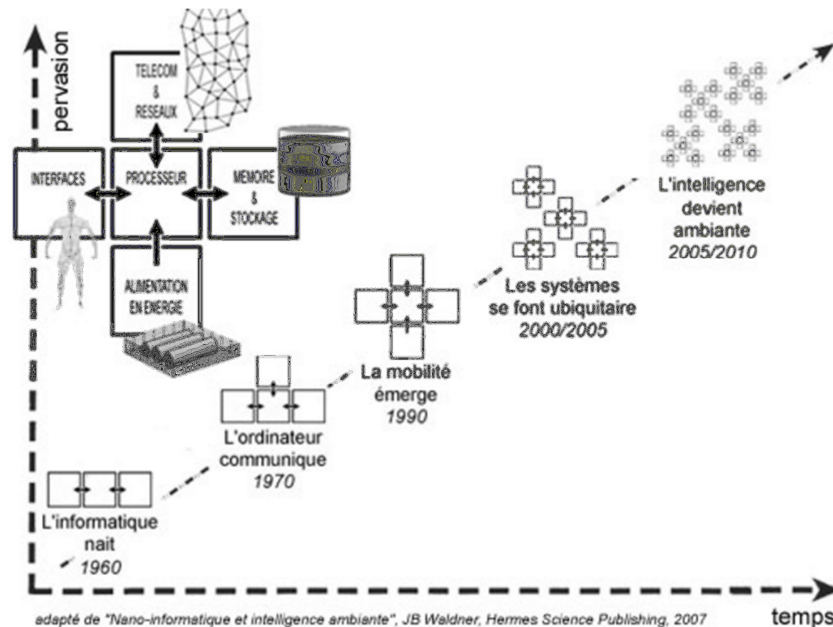 pervasion
TELECOM
&
RESEAUX
INTERFACES
PROCESSEUR
MEMOIRE
&
STOCKAGE
ALIMENTATION
EN ENERGIE
L'informatique
nait
1960
L'ordinateur
communique
1970
La mobilité
émerge
1990
Les systèmes
se font ubiquitaire
2000/2005
L'intelligence
devient
ambiante
2005/2010
adapté de "Nano-informatique et intelligence ambiante", JB Waldner, Hermes Science Publishing, 2007
temps